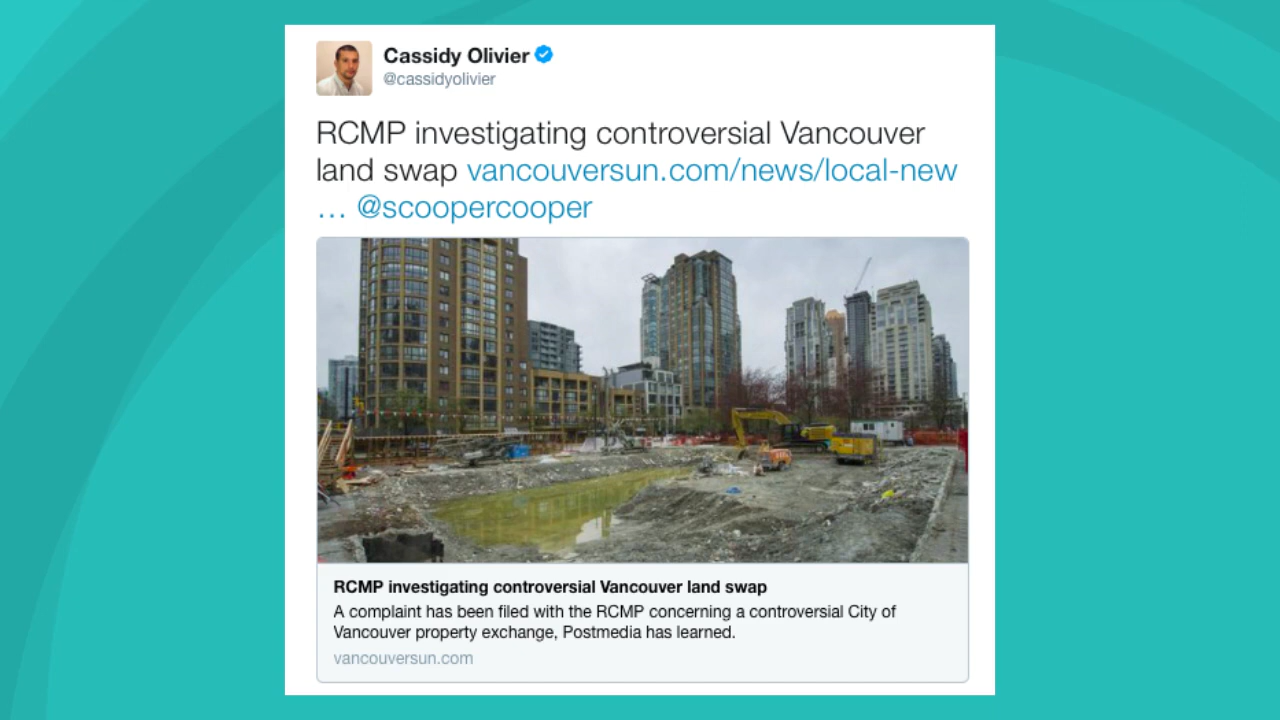 Cassidy Olivier
@cassidyolivier
RCMP investigating controversial Vancouver
land swap vancouversun.com/news/local-new
… @scoopercooper
RCMP investigating controversial Vancouver land swap
A complaint has been filed with the RCMP concerning a controversial City of
Vancouver property exchange, Postmedia has learned.
vancouversun.com